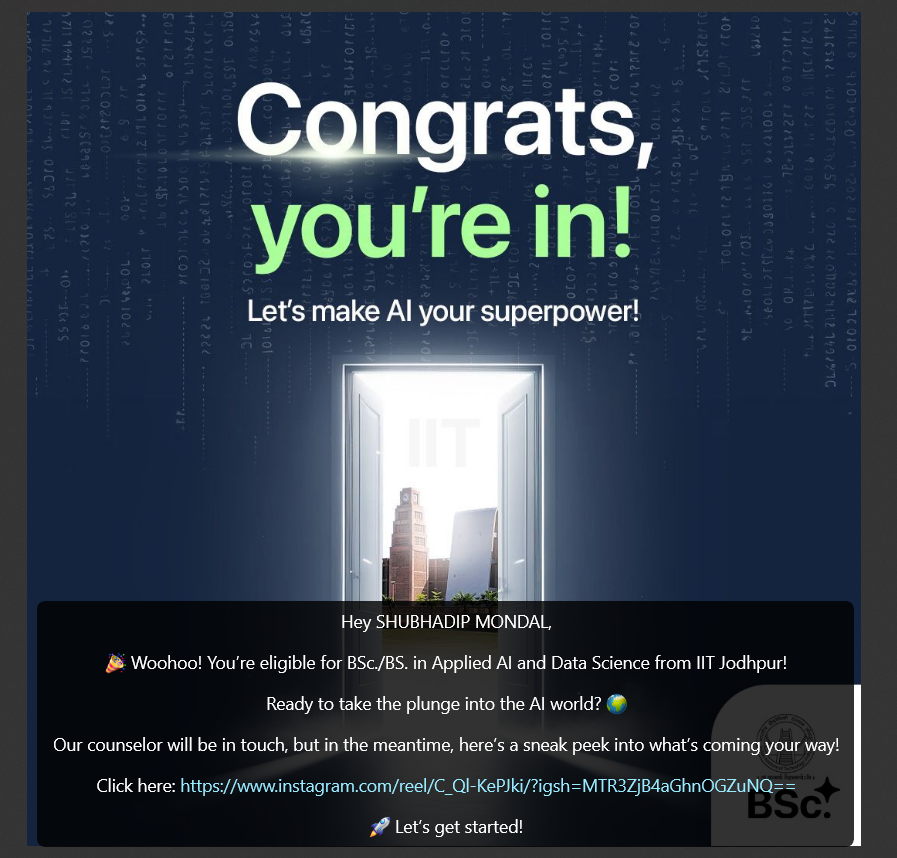 Congrats,
you're in!
Let's make AI your superpower!
IIT
Hey SHUBHADIP MONDAL,
🎉 Woohoo! You're eligible for BSc./BS. in Applied AI and Data Science from IIT Jodhpur!
Ready to take the plunge into the AI world? 🌍
Our counselor will be in touch, but in the meantime, here's a sneak peek into what's coming your way!
Click here: https://www.instagram.com/reel/C_Ql-KePJki/?igsh=MTR3ZjB4aGhnOGZuNQ==
BSc.
🚀 Let's get started!